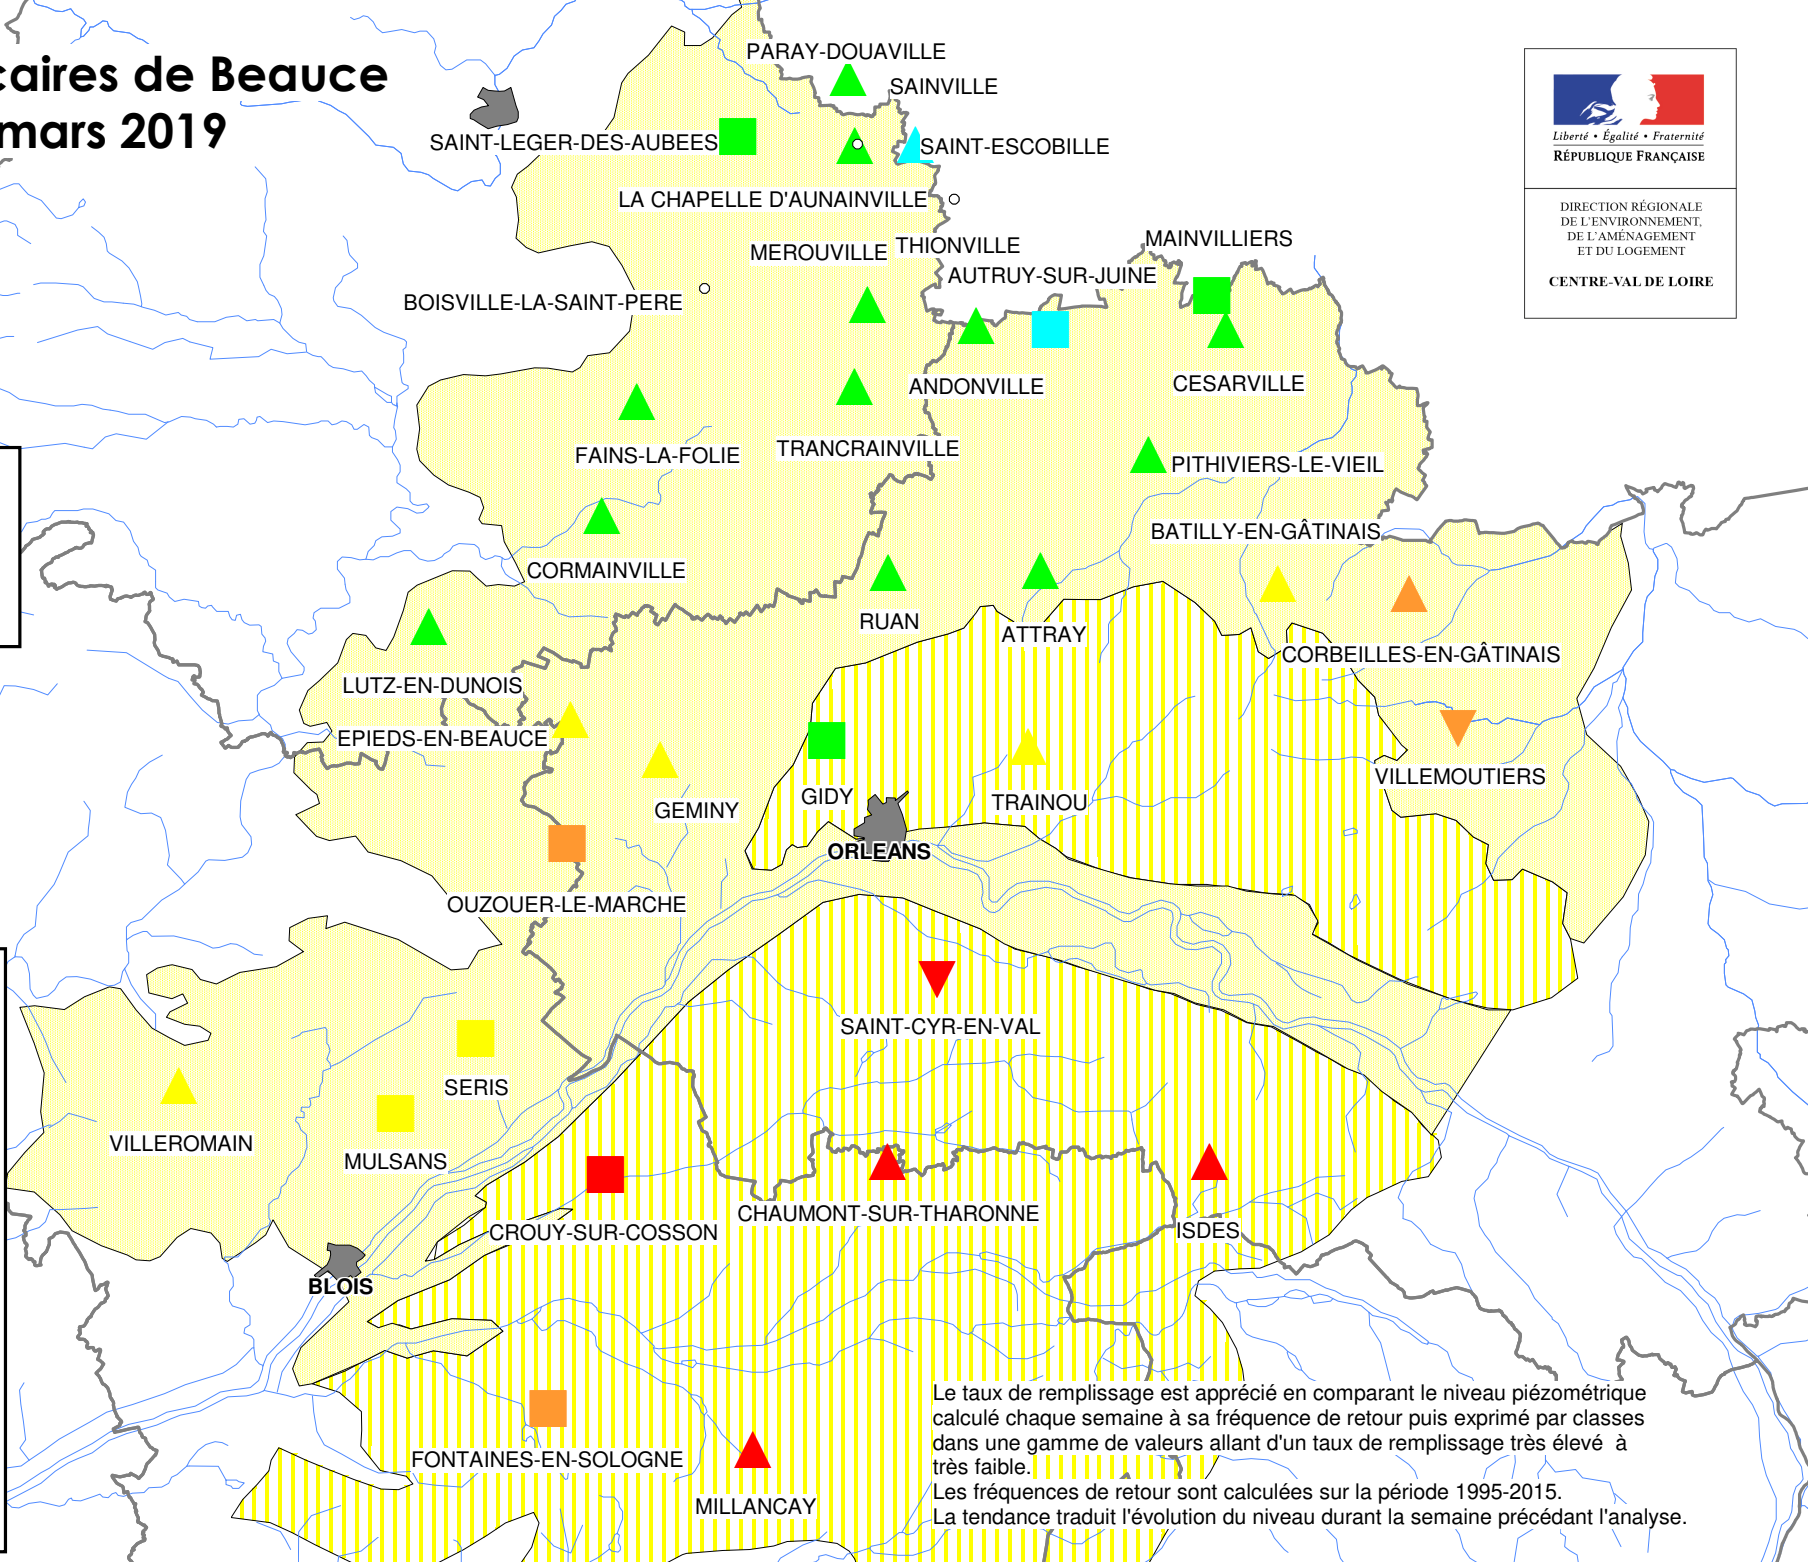 caires de Beauce
mars 2019
PARAY-DOUAVILLE
SAINVILLE
SAINT-LEGER-DES-AUBEES
SAINT-ESCOBILLE
LA CHAPELLE D'AUNAINVILLE
MEROUVILLE
THIONVILLE
MAINVILLIERS
AUTRUY-SUR-JUINE
BOISVILLE-LA-SAINT-PERE
ANDONVILLE
CESARVILLE
FAINS-LA-FOLIE
TRANCRAINVILLE
PITHIVIERS-LE-VIEIL
BATILLY-EN-GÂTINAIS
CORMAINVILLE
RUAN
ATTRAY
CORBEILLES-EN-GÂTINAIS
LUTZ-EN-DUNOIS
EPIEDS-EN-BEAUCE
VILLEMOUTIERS
GEMINY
GIDY
TRAINOU
ORLEANS
OUZOUER-LE-MARCHE
SAINT-CYR-EN-VAL
SERIS
VILLEROMAIN
MULSANS
CHAUMONT-SUR-THARONNE
CROUY-SUR-COSSON
ISDES
BLOIS
FONTAINES-EN-SOLOGNE
MILLANCAY
Liberté • Égalité • Fraternité
RÉPUBLIQUE FRANÇAISE
DIRECTION RÉGIONALE
DE L'ENVIRONNEMENT,
DE L'AMÉNAGEMENT
ET DU LOGEMENT
CENTRE-VAL DE LOIRE
Le taux de remplissage est apprécié en comparant le niveau piézométrique
calculé chaque semaine à sa fréquence de retour puis exprimé par classes
dans une gamme de valeurs allant d'un taux de remplissage très élevé à
très faible.
Les fréquences de retour sont calculées sur la période 1995-2015.
La tendance traduit l'évolution du niveau durant la semaine précédant l'analyse.